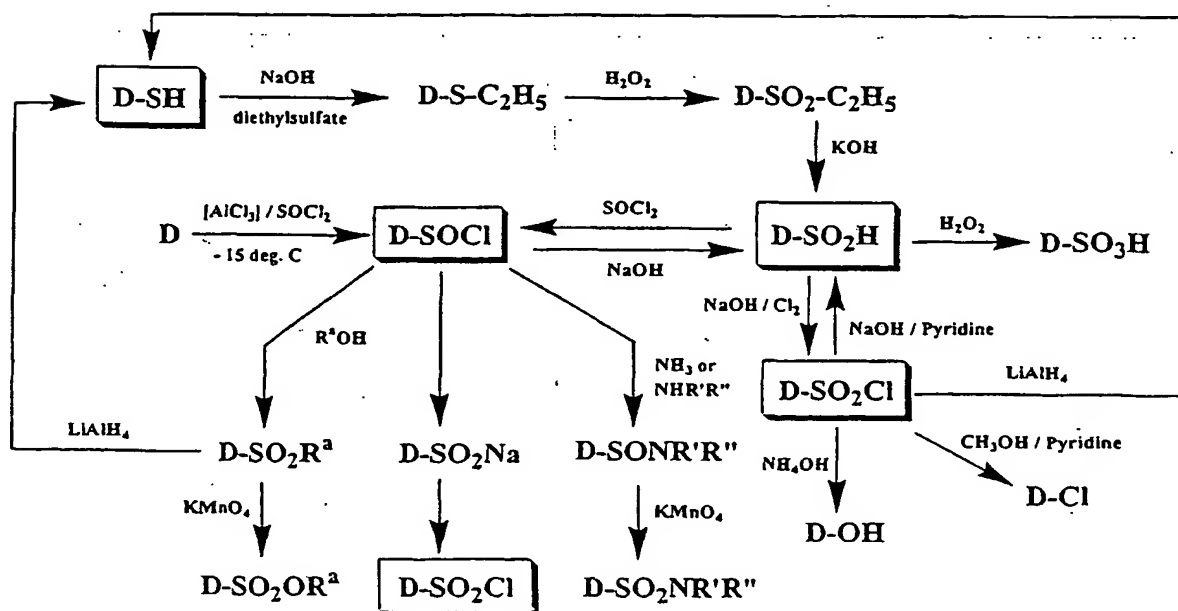 D-SH
NaOH
diethylsulfate
D-S-C₂H₅
H₂O₂
D-SO₂-C₂H₅
KOH
D
[AlCl₃] / SOCl₂
- 15 deg. C
D-SOCl
SOCl₂
NaOH
D-SO₂H
H₂O₂
D-SO₃H
NaOH / Cl₂
NaOH / Pyridine
RᵃOH
NH₃ or
NHR'R"
D-SO₂Cl
LiAlH₄
LiAlH₄
D-SO₂Rᵃ
D-SO₂Na
D-SONR'R"
NH₄OH
CH₃OH / Pyridine
D-Cl
KMnO₄
KMnO₄
D-OH
D-SO₂ORᵃ
D-SO₂Cl
D-SO₂NR'R"